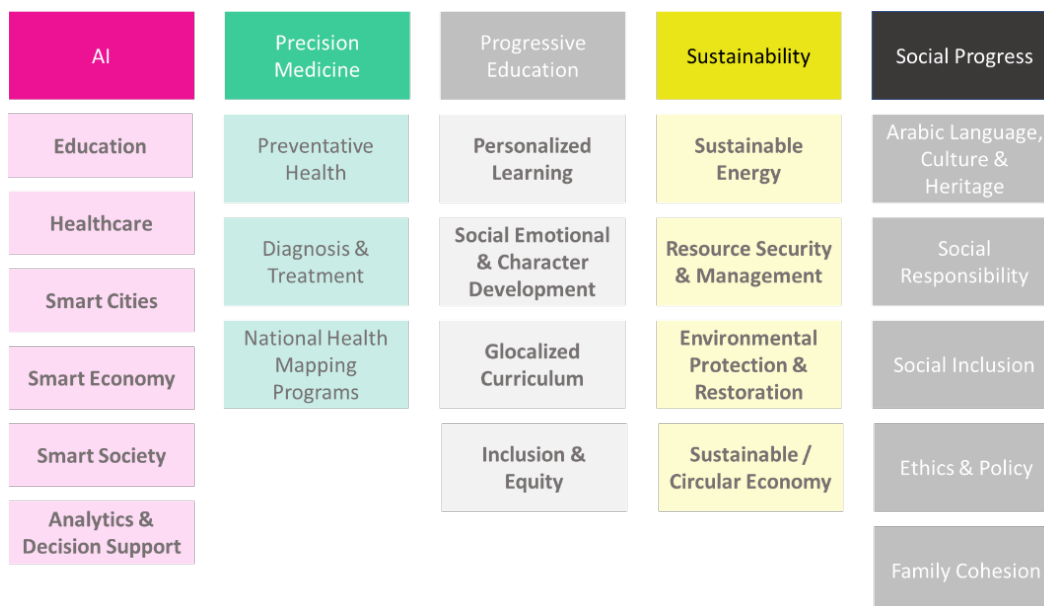 AI
Education
Healthcare
Smart Cities
Smart Economy
Smart Society
Analytics &
Decision Support
Precision
Medicine
Preventative
Health
Diagnosis &
Treatment
National Health
Mapping
Programs
Progressive
Education
Personalized
Learning
Social Emotional
& Character
Development
Glocalized
Curriculum
Inclusion &
Equity
Sustainability
Sustainable
Energy
Resource Security
& Management
Environmental
Protection &
Restoration
Sustainable /
Circular Economy
Social Progress
Arabic Language,
Culture &
Heritage
Social
Responsibility
Social Inclusion
Ethics & Policy
Family Cohesion